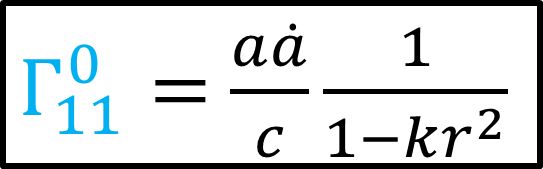 Γ⁰₁₁ = (aȧ/c) (1/(1−kr²))